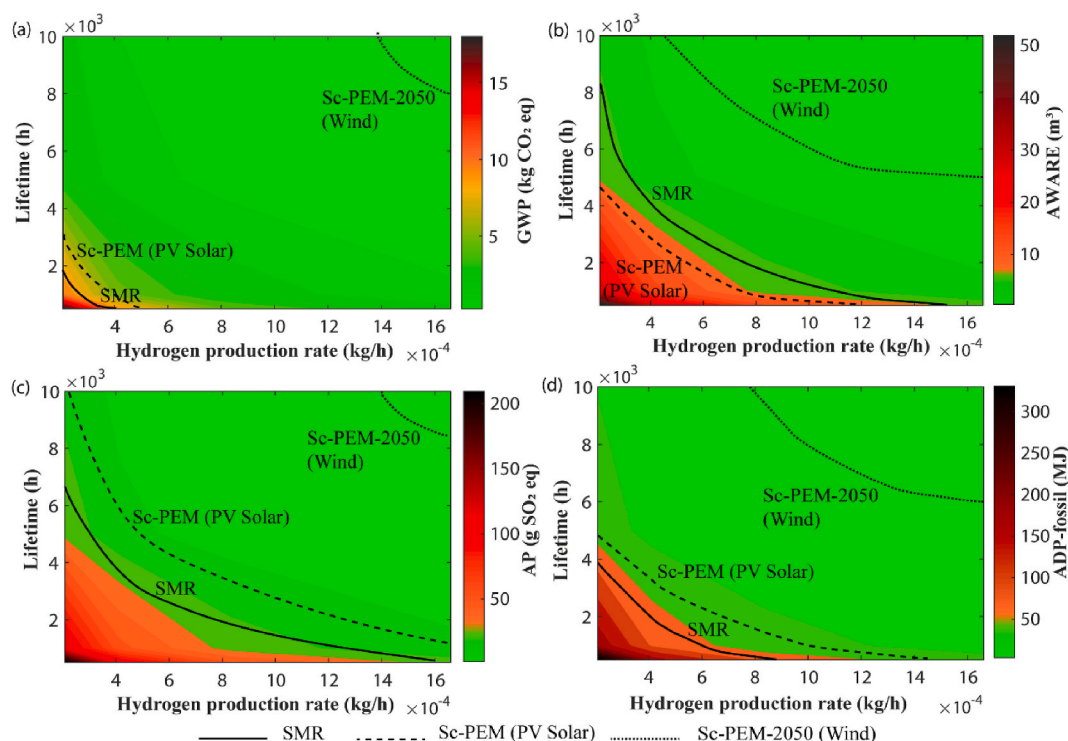 (a)
×10³
10
8
6
4
2
Lifetime (h)
Sc-PEM-2050
(Wind)
Sc-PEM (PV Solar)
SMR
4 6 8 10 12 14 16
Hydrogen production rate (kg/h)
×10⁻⁴
15
10
5
GWP (kg CO₂ eq)
(b)
×10³
10
8
6
4
2
Lifetime (h)
Sc-PEM-2050
(Wind)
SMR
Sc-PEM
(PV Solar)
4 6 8 10 12 14 16
Hydrogen production rate (kg/h)
×10⁻⁴
50
40
30
20
10
AWARE (m³)
(c)
×10³
10
8
6
4
2
Lifetime (h)
Sc-PEM-2050
(Wind)
Sc-PEM (PV Solar)
SMR
4 6 8 10 12 14 16
Hydrogen production rate (kg/h)
×10⁻⁴
200
150
100
50
AP (g SO₂ eq)
(d)
×10³
10
8
6
4
2
Lifetime (h)
Sc-PEM-2050
(Wind)
Sc-PEM (PV Solar)
SMR
4 6 8 10 12 14 16
Hydrogen production rate (kg/h)
×10⁻⁴
300
250
200
150
100
50
ADP-fossil (MJ)
SMR Sc-PEM (PV Solar) Sc-PEM-2050 (Wind)